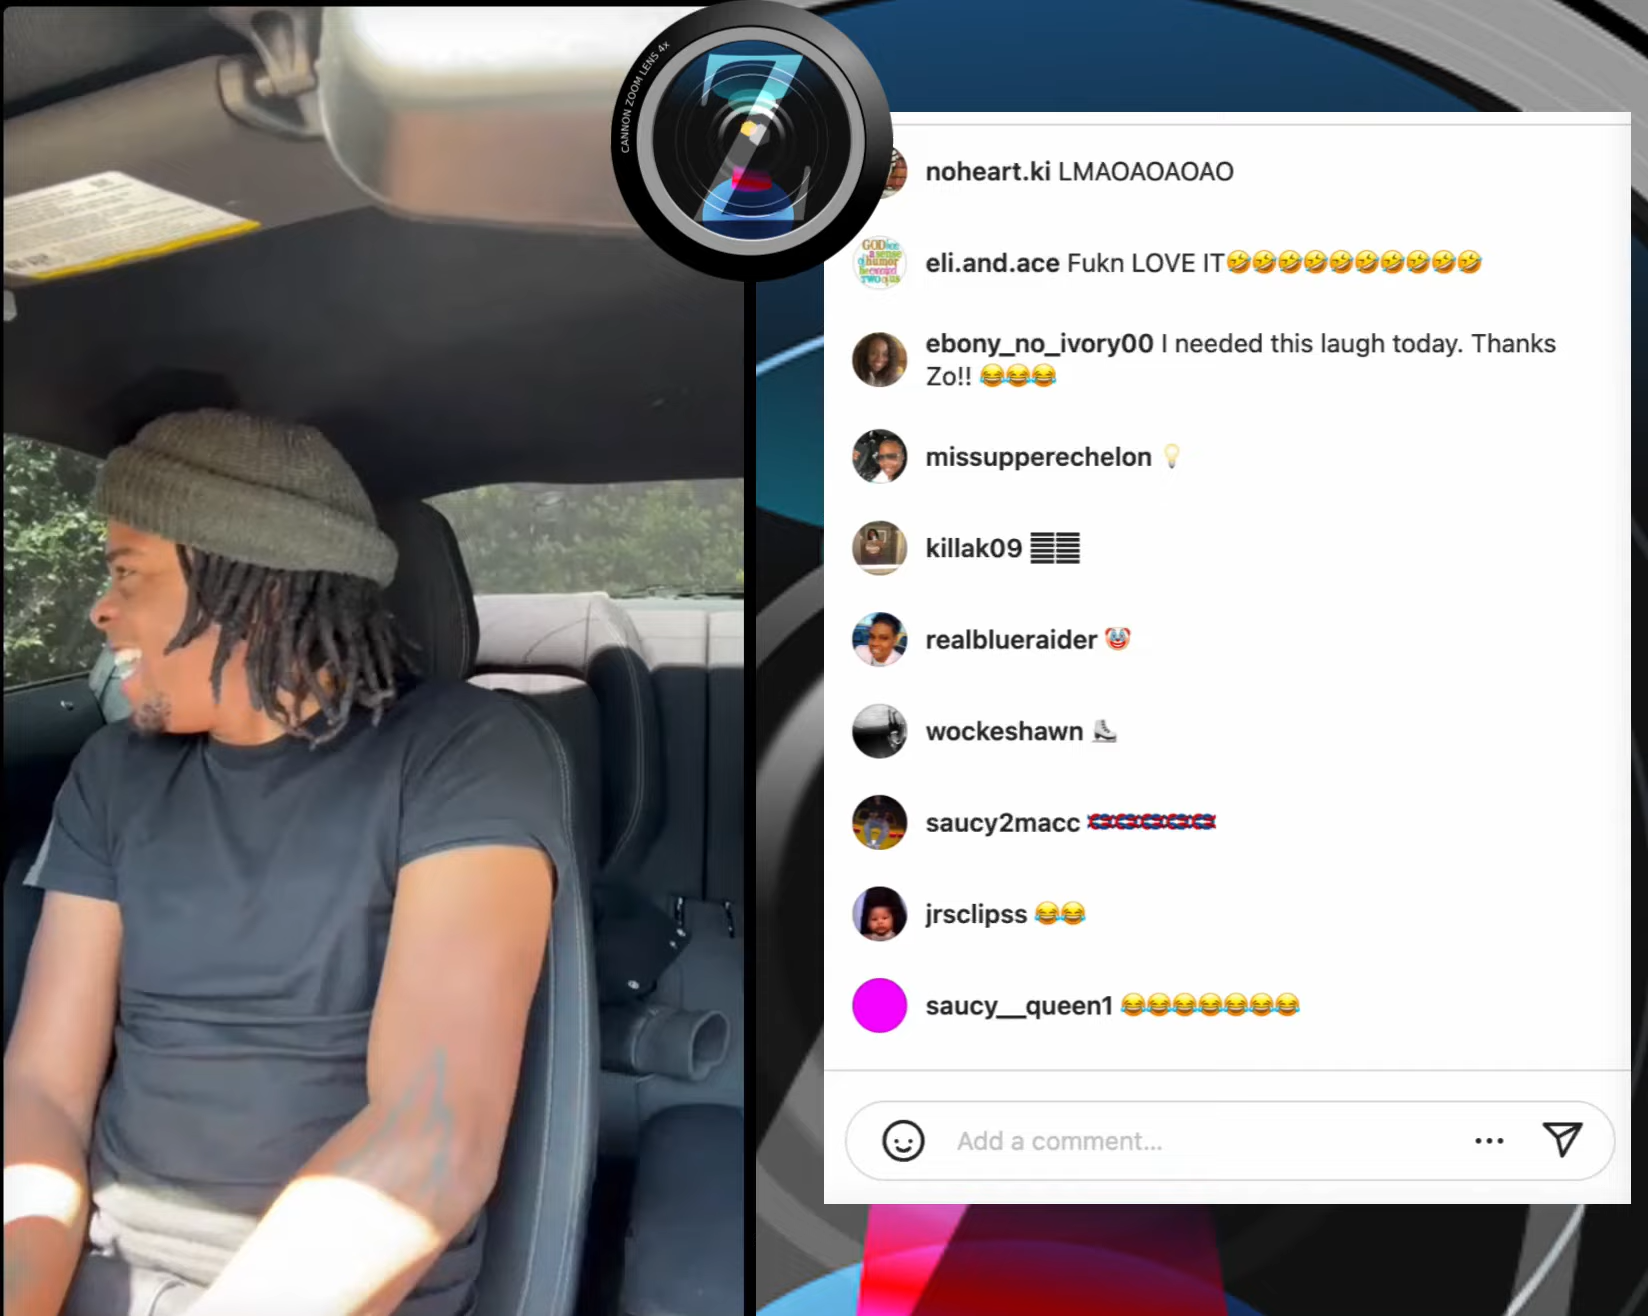 CANNON ZOOM LENS 4x
noheart.ki LMAOAOAOAO
eli.and.ace Fukn LOVE IT🤣🤣🤣🤣🤣🤣🤣🤣🤣🤣
ebony_no_ivory00 I needed this laugh today. Thanks
Zo!! 😂😂😂
missupperechelon 💡
killak09
realblueraider 🤡
wockeshawn ⛸️
saucy2macc 🪢🪢🪢🪢🪢
jrsclipss 😂😂
saucy__queen1 😂😂😂😂😂😂😂
Add a comment...